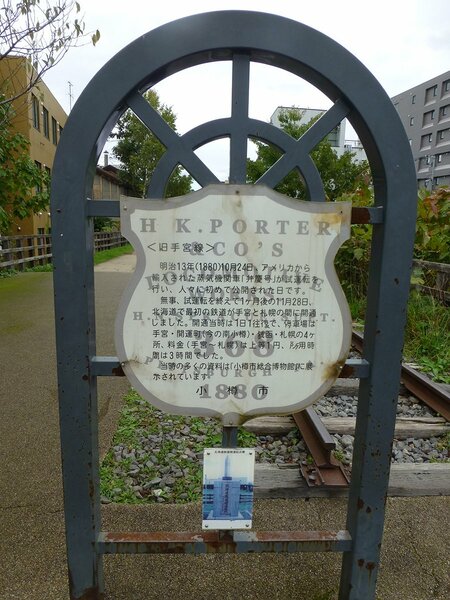 H K. PORTER
& CO'S
<旧手宮線>
明治13年(1880)10月24日、アメリカから
輸入された蒸気機関車「弁慶号」が試運転を
行い、人々に初めて公開された日です。
無事、試運転を終えて1ヶ月後の11月28日、
北海道で最初の鉄道が手宮と札幌の間に開通
しました。開通当時は1日1往復で、停車場は
手宮・開運町(今の南小樽)・銭函・札幌の4ヶ
所、料金(手宮〜札幌)は上等1円、所用時
間は3時間でした。
当時の多くの資料は「小樽市総合博物館」に展
示されています。
小樽市
1880